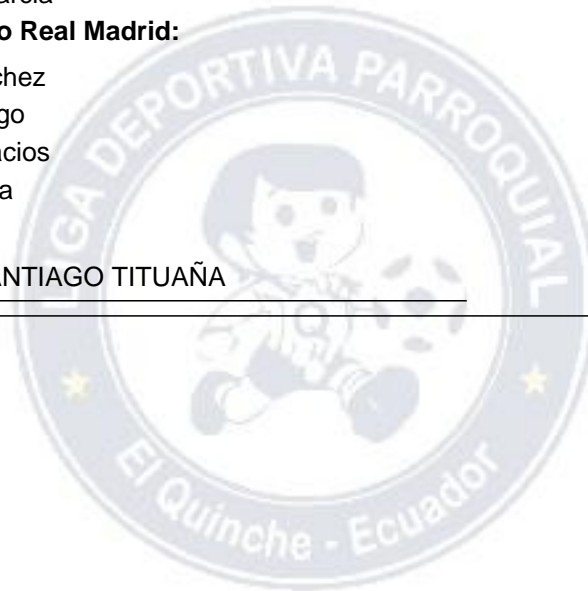 o Real Madrid:
chez
go
acios
a
ANTIAGO TITUAÑA
LIGA DEPORTIVA PARROQUIAL
Q
El Quinche - Ecuador